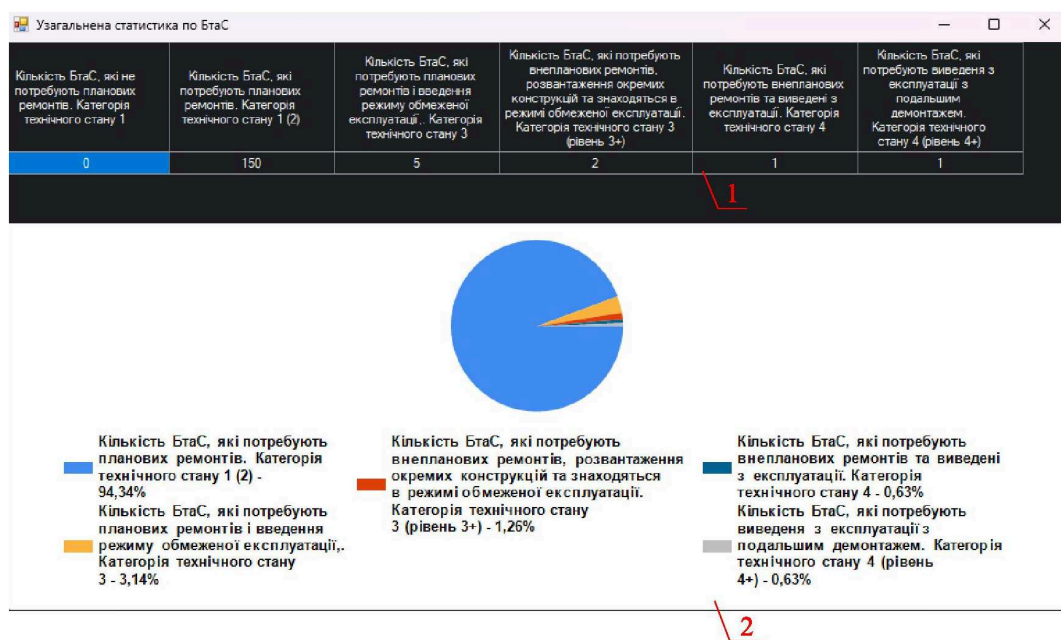 Узагальнена статистика по БтаС
Кількість БтаС, які не
потребують планових
ремонтів. Категорія
технічного стану 1
Кількість БтаС, які
потребують планових
ремонтів. Категорія
технічного стану 1 (2)
Кількість БтаС, які
потребують планових
ремонтів і введення
режиму обмеженої
експлуатації,. Категорія
технічного стану 3
Кількість БтаС, які потребують
внепланових ремонтів,
розвантаження окремих
конструкцій та знаходяться в
режимі обмеженої експлуатації.
Категорія технічного стану 3
(рівень 3+)
Кількість БтаС, які
потребують внепланових
ремонтів та виведені з
експлуатації. Категорія
технічного стану 4
Кількість БтаС, які
потребують виведеня з
експлуатації з
подальшим
демонтажем.
Категорія технічного
стану 4 (рівень 4+)
0
150
5
2
1
1
1
Кількість БтаС, які потребують
планових ремонтів. Категорія
технічного стану 1 (2) -
94,34%
Кількість БтаС, які потребують
планових ремонтів і введення
режиму обмеженої експлуатації,.
Категорія технічного стану
3 - 3,14%
Кількість БтаС, які потребують
внепланових ремонтів, розвантаження
окремих конструкцій та знаходяться
в режимі обмеженої експлуатації.
Категорія технічного стану
3 (рівень 3+) - 1,26%
Кількість БтаС, які потребують
внепланових ремонтів та виведені
з експлуатації. Категорія
технічного стану 4 - 0,63%
Кількість БтаС, які потребують
виведеня з експлуатації з
подальшим демонтажем. Категорія
технічного стану 4 (рівень
4+) - 0,63%
2